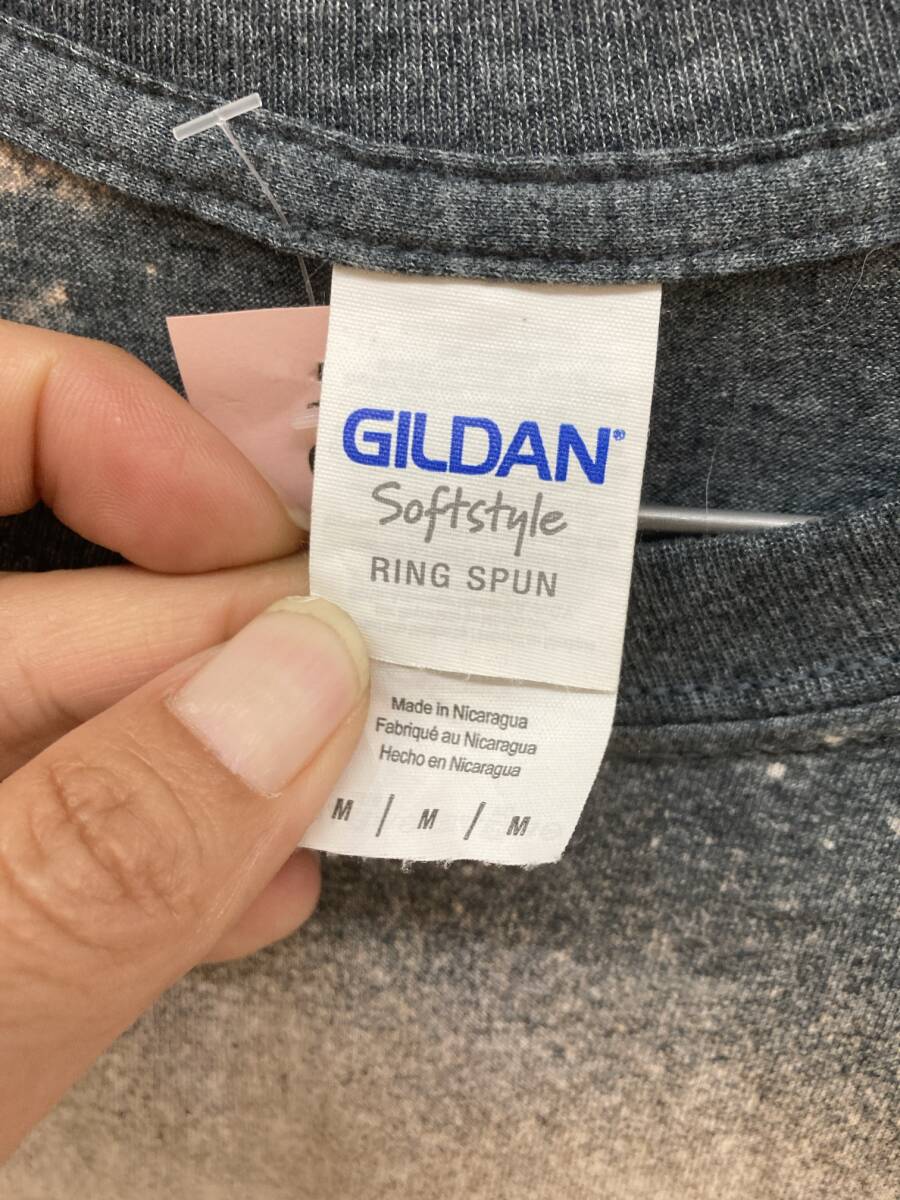 GILDAN®
Softstyle
RING SPUN
Made in Nicaragua
Fabriqué au Nicaragua
Hecho en Nicaragua
M / M / M